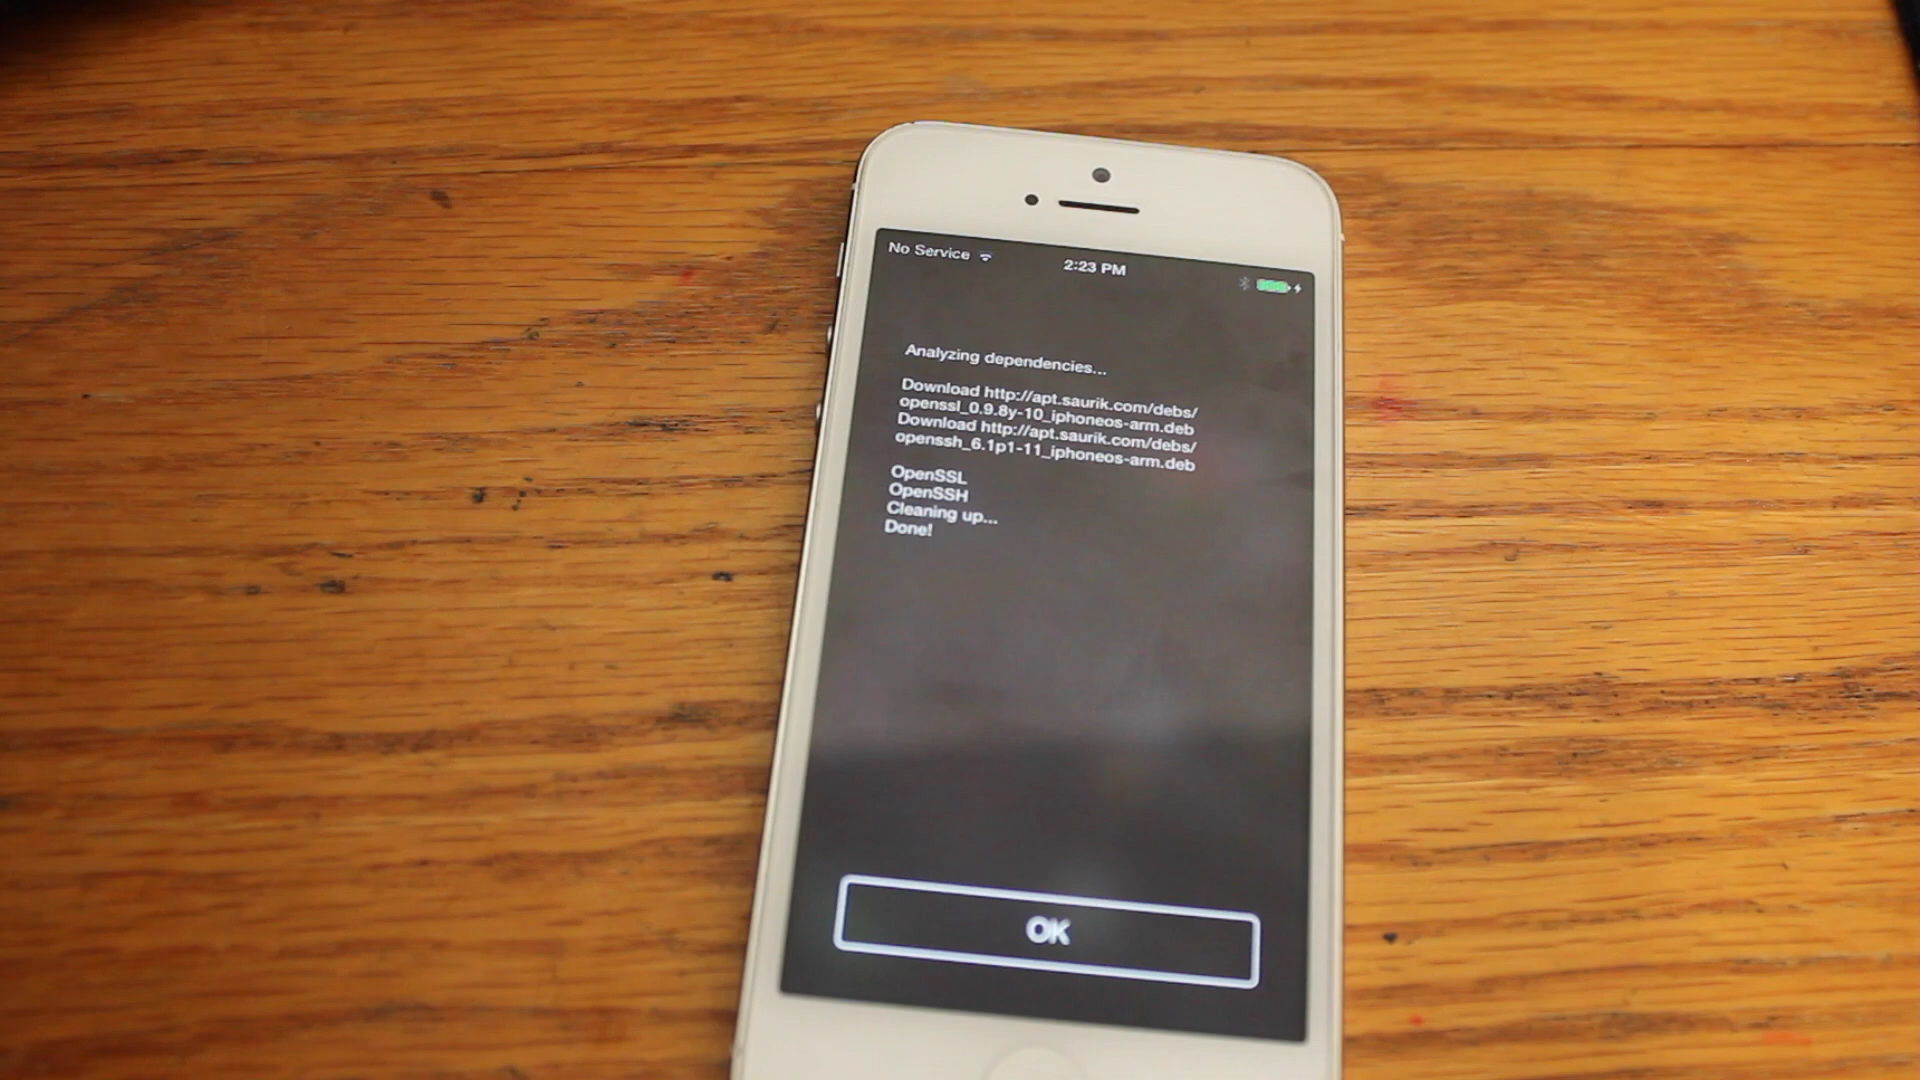 No Service
2:23 PM
Analyzing dependencies...
Download http://apt.saurik.com/debs/
openssl_0.9.8y-10_iphoneos-arm.deb
Download http://apt.saurik.com/debs/
openssh_6.1p1-11_iphoneos-arm.deb
OpenSSL
OpenSSH
Cleaning up...
Done!
OK